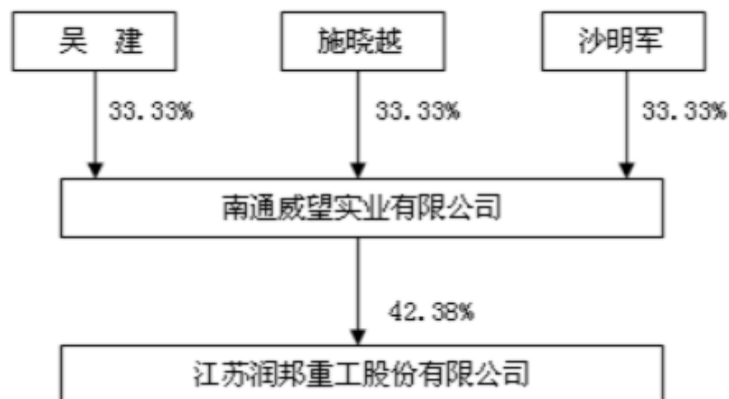 吴 建
施晓越
沙明军
33.33%
33.33%
33.33%
南通威望实业有限公司
42.38%
江苏润邦重工股份有限公司